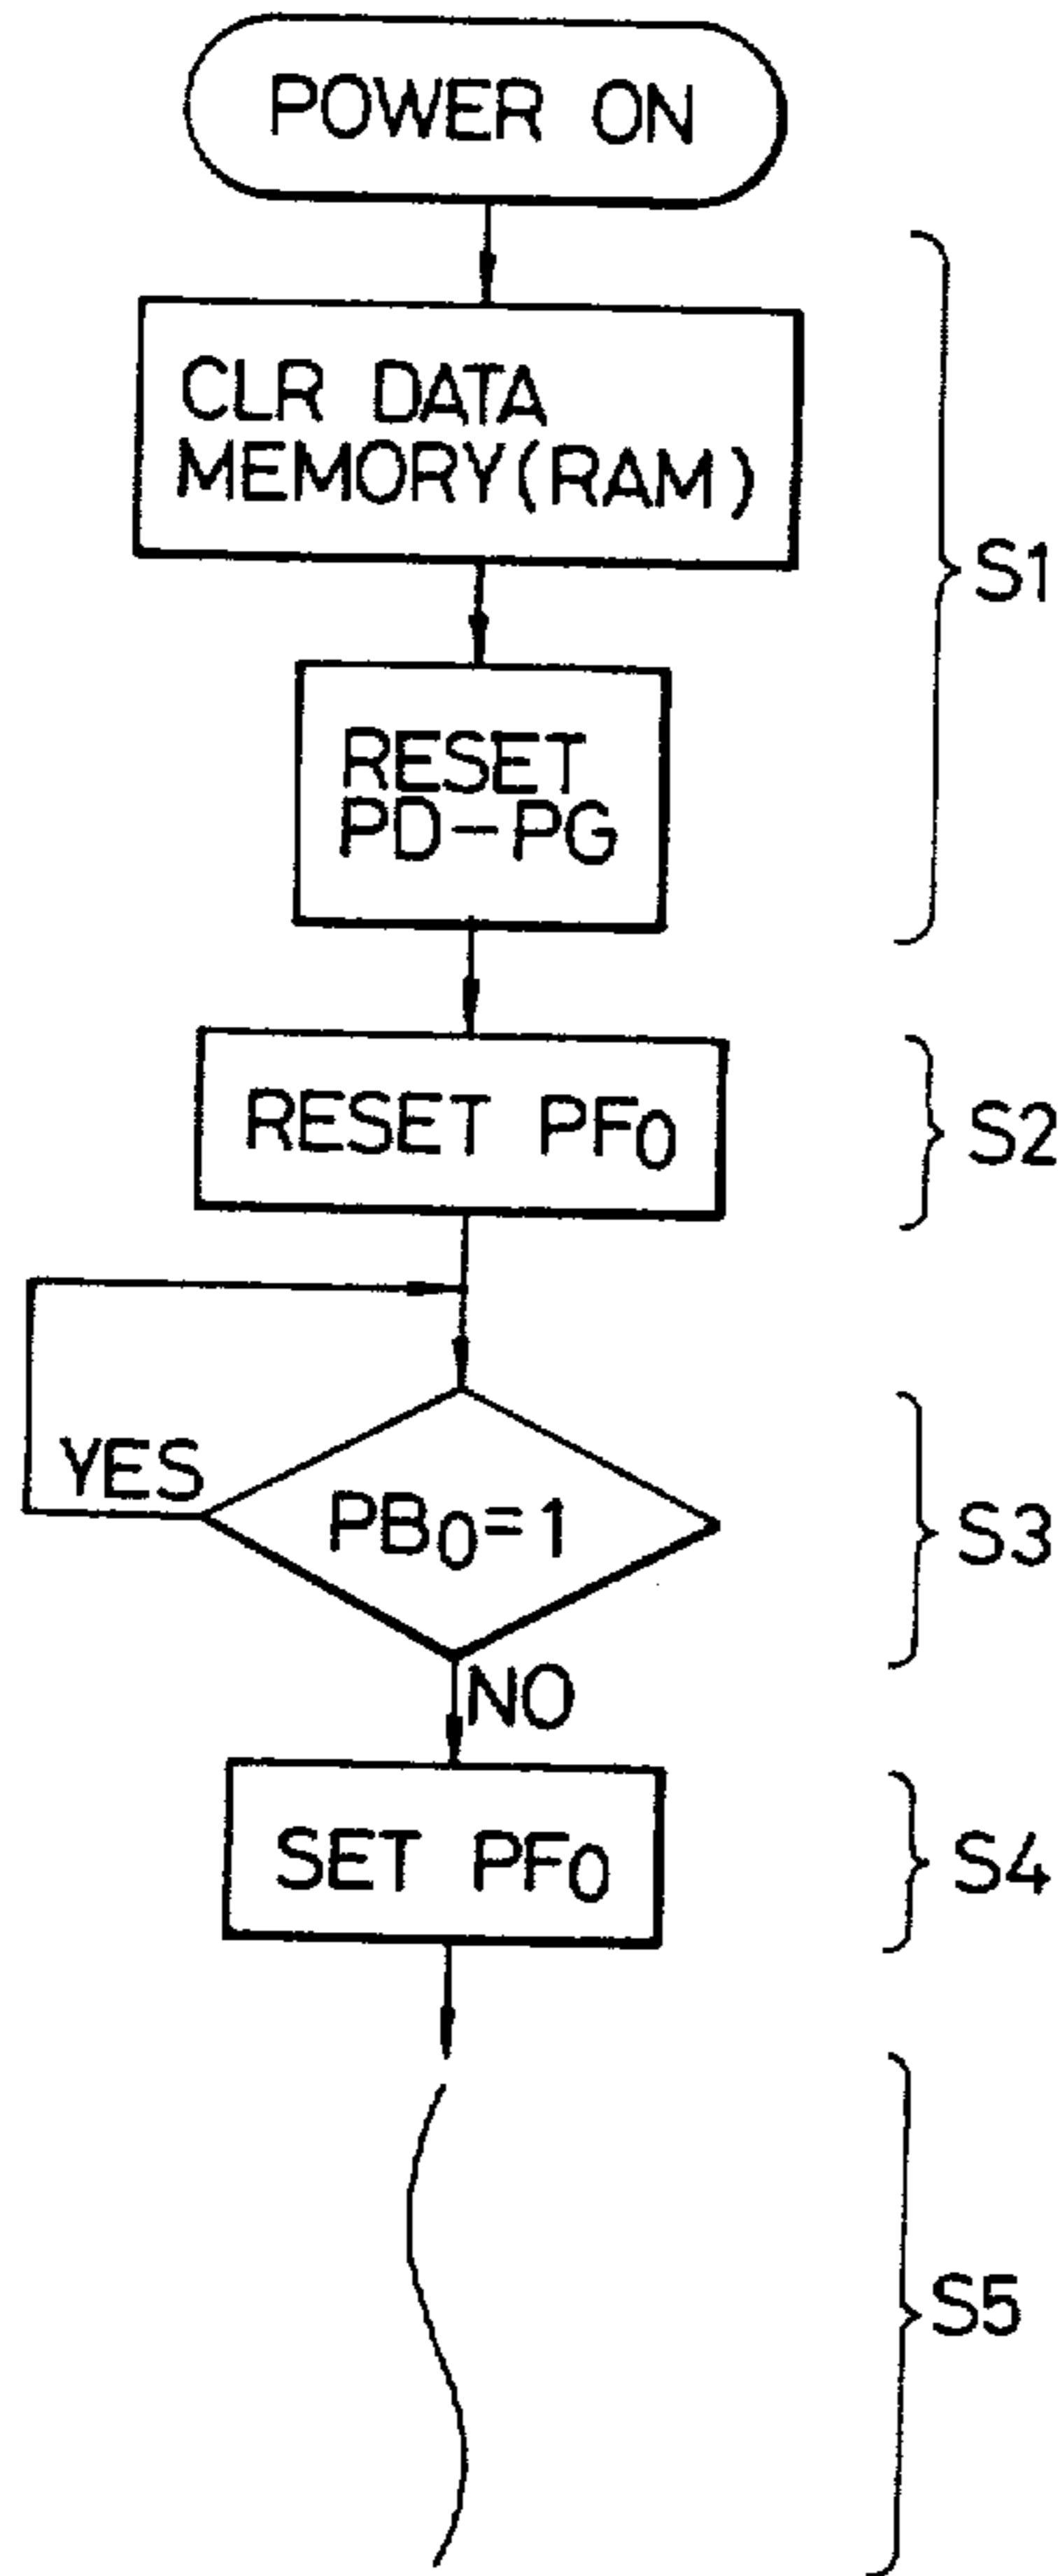 POWER ON
CLR DATA
MEMORY(RAM)
S1
RESET
PD-PG
RESET PF0
S2
YES
PB0=1
S3
NO
SET PF0
S4
S5